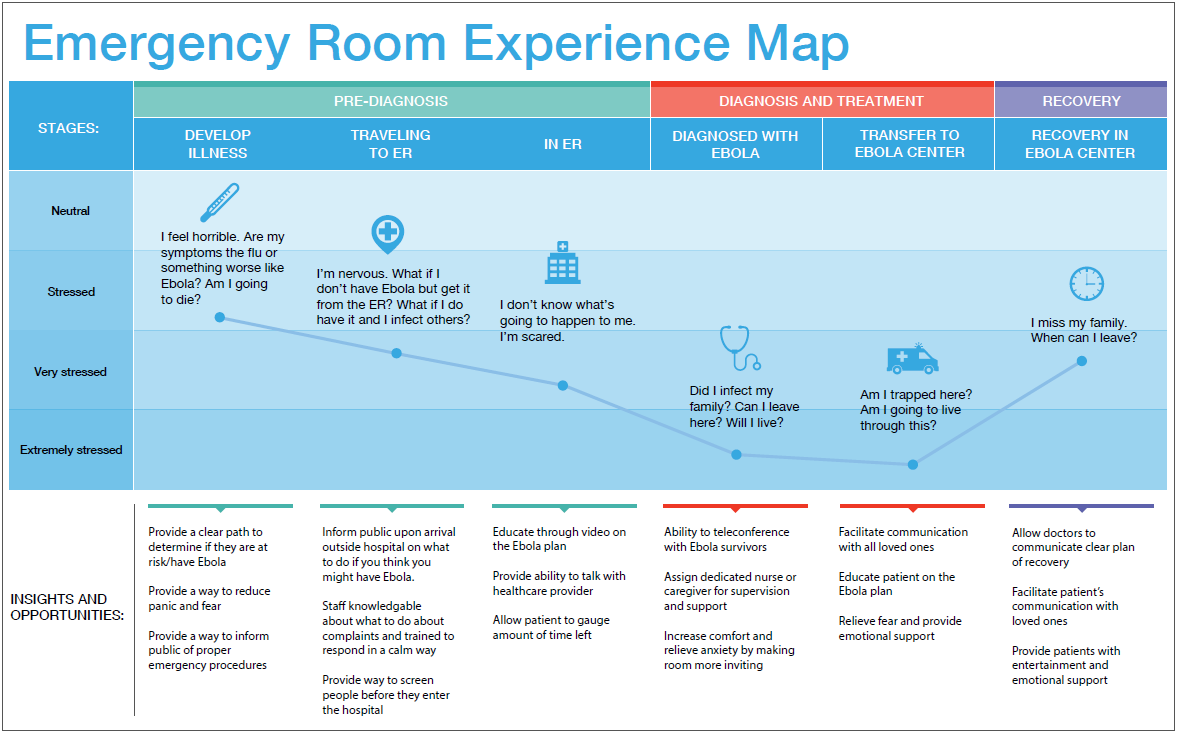 Emergency Room Experience Map
STAGES:
PRE-DIAGNOSIS
DIAGNOSIS AND TREATMENT
RECOVERY
DEVELOP
ILLNESS
TRAVELING
TO ER
IN ER
DIAGNOSED WITH
EBOLA
TRANSFER TO
EBOLA CENTER
RECOVERY IN
EBOLA CENTER
Neutral
Stressed
Very stressed
Extremely stressed
I feel horrible. Are my
symptoms the flu or
something worse like
Ebola? Am I going
to die?
I'm nervous. What if I
don't have Ebola but get it
from the ER? What if I do
have it and I infect others?
I don't know what's
going to happen to me.
I'm scared.
Did I infect my
family? Can I leave
here? Will I live?
Am I trapped here?
Am I going to live
through this?
I miss my family.
When can I leave?
INSIGHTS AND
OPPORTUNITIES:
Provide a clear path to
determine if they are at
risk/have Ebola
Provide a way to reduce
panic and fear
Provide a way to inform
public of proper
emergency procedures
Inform public upon arrival
outside hospital on what
to do if you think you
might have Ebola.
Staff knowledgable
about what to do about
complaints and trained to
respond in a calm way
Provide way to screen
people before they enter
the hospital
Educate through video on
the Ebola plan
Provide ability to talk with
healthcare provider
Allow patient to gauge
amount of time left
Ability to teleconference
with Ebola survivors
Assign dedicated nurse or
caregiver for supervision
and support
Increase comfort and
relieve anxiety by making
room more inviting
Facilitate communication
with all loved ones
Educate patient on the
Ebola plan
Relieve fear and provide
emotional support
Allow doctors to
communicate clear plan
of recovery
Facilitate patient's
communication with
loved ones
Provide patients with
entertainment and
emotional support